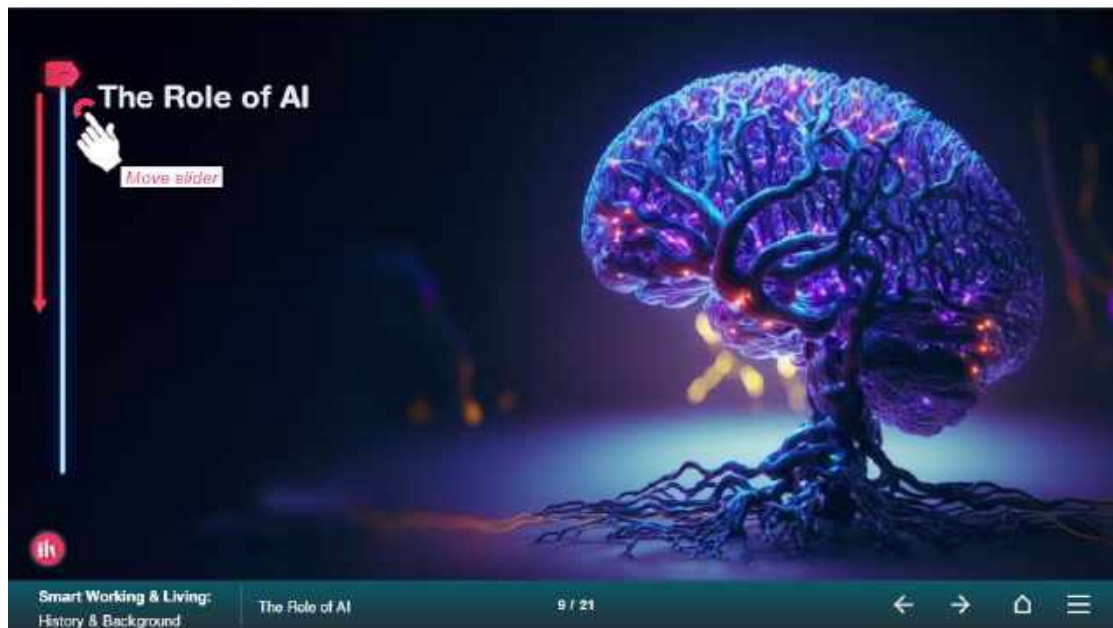 The Role of AI
Move slider
Smart Working & Living:
History & Background
The Role of AI
9 / 21